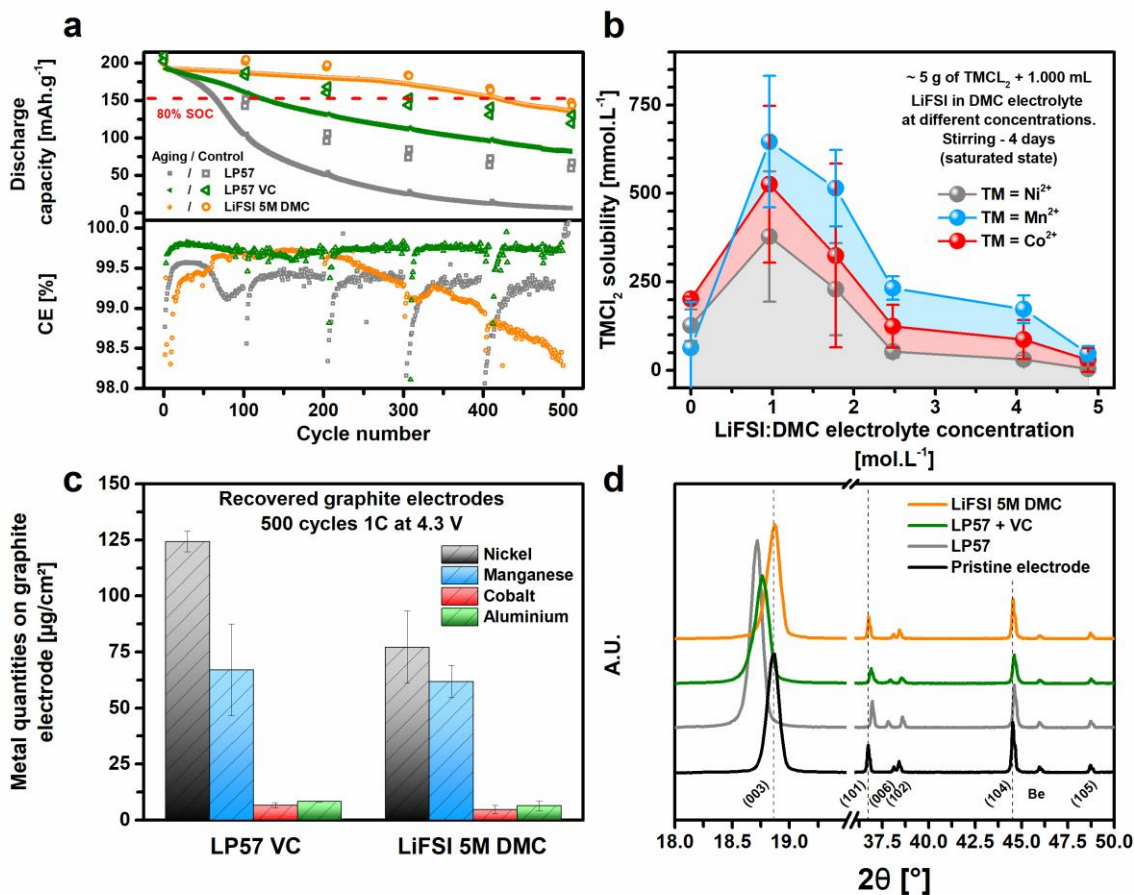 a
Discharge
capacity [mAh.g⁻¹]
200
150
100
50
0
80% SOC
Aging / Control
/ LP57
/ LP57 VC
/ LiFSI 5M DMC
CE [%]
100.0
99.5
99.0
98.5
98.0
0 100 200 300 400 500
Cycle number
b
TMCl₂ solubility [mmol.L⁻¹]
750
500
250
0
~ 5 g of TMCL₂ + 1.000 mL
LiFSI in DMC electrolyte
at different concentrations.
Stirring - 4 days
(saturated state)
TM = Ni²⁺
TM = Mn²⁺
TM = Co²⁺
0 1 2 3 4 5
LiFSI:DMC electrolyte concentration
[mol.L⁻¹]
c
Metal quantities on graphite
electrode [µg/cm²]
150
125
100
75
50
25
0
Recovered graphite electrodes
500 cycles 1C at 4.3 V
Nickel
Manganese
Cobalt
Aluminium
LP57 VC LiFSI 5M DMC
d
A.U.
LiFSI 5M DMC
LP57 + VC
LP57
Pristine electrode
(003) (101) (006) (102) (104) Be (105)
18.0 18.5 19.0 37.5 40.0 42.5 45.0 47.5 50.0
2θ [°]